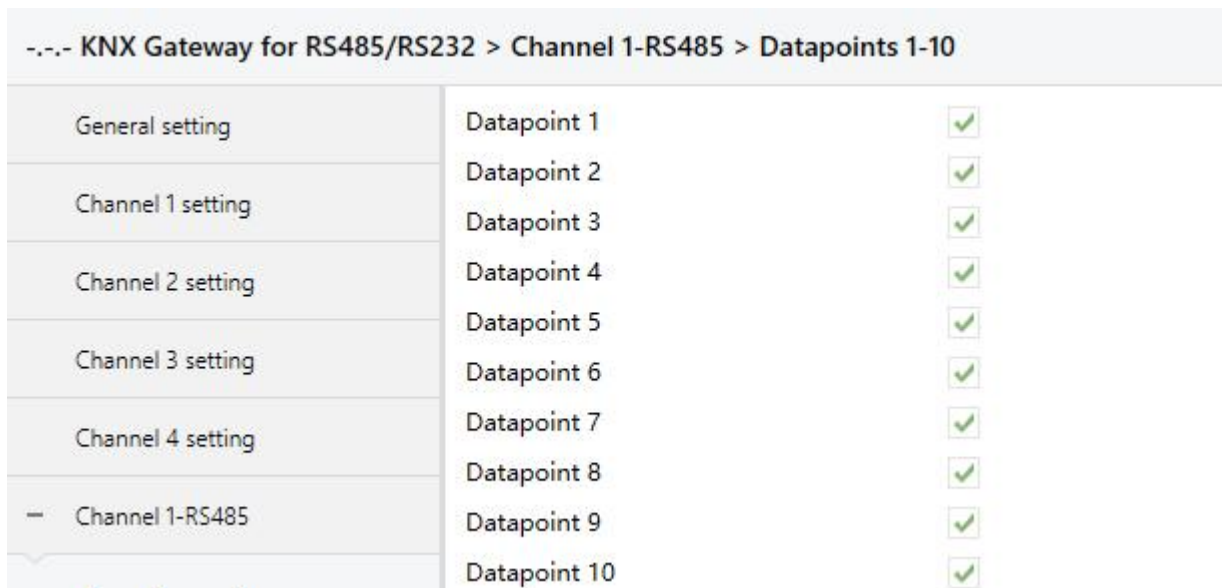 -.-.- KNX Gateway for RS485/RS232 > Channel 1-RS485 > Datapoints 1-10
General setting
Channel 1 setting
Channel 2 setting
Channel 3 setting
Channel 4 setting
Channel 1-RS485
Datapoint 1
Datapoint 2
Datapoint 3
Datapoint 4
Datapoint 5
Datapoint 6
Datapoint 7
Datapoint 8
Datapoint 9
Datapoint 10